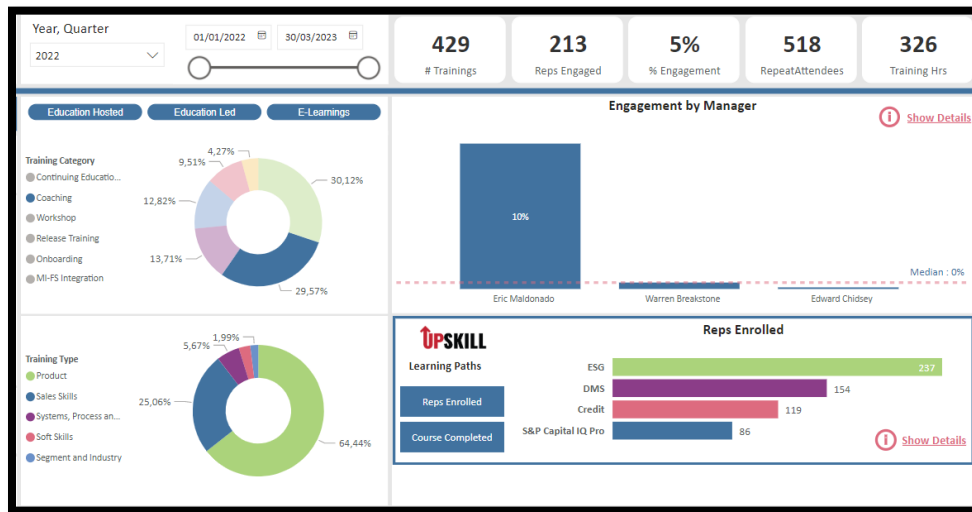 Year, Quarter
2022
01/01/2022
30/03/2023
429
# Trainings
213
Reps Engaged
5%
% Engagement
518
RepeatAttendees
326
Training Hrs
Education Hosted
Education Led
E-Learnings
Training Category
Continuing Educatio...
Coaching
Workshop
Release Training
Onboarding
MI-FS Integration
4,27%
9,51%
30,12%
12,82%
13,71%
29,57%
Engagement by Manager
Show Details
10%
Median : 0%
Eric Maldonado
Warren Breakstone
Edward Chidsey
Training Type
Product
Sales Skills
Systems, Process an...
Soft Skills
Segment and Industry
1,99%
5,67%
25,06%
64,44%
UPSKILL
Learning Paths
Reps Enrolled
Course Completed
Reps Enrolled
ESG
237
DMS
154
Credit
119
S&P Capital IQ Pro
86
Show Details